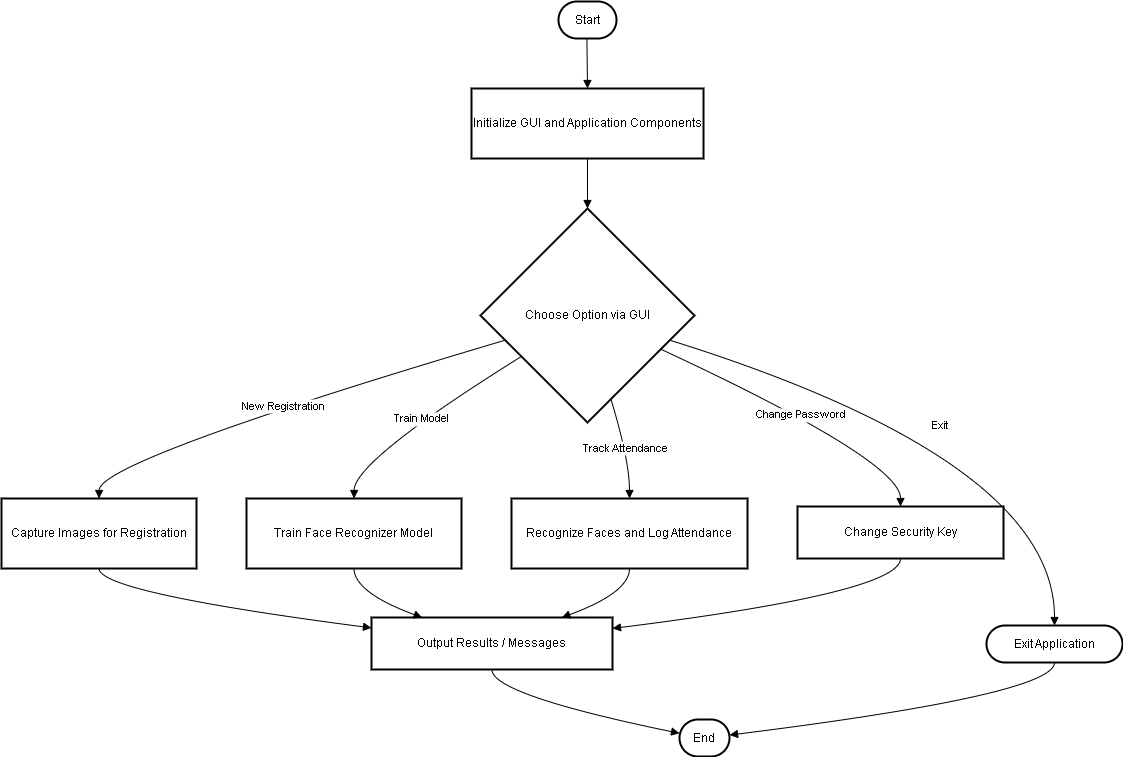 Start
Initialize GUI and Application Components
Choose Option via GUI
New Registration
Train Model
Track Attendance
Change Password
Exit
Capture Images for Registration
Train Face Recognizer Model
Recognize Faces and Log Attendance
Change Security Key
Output Results / Messages
Exit Application
End